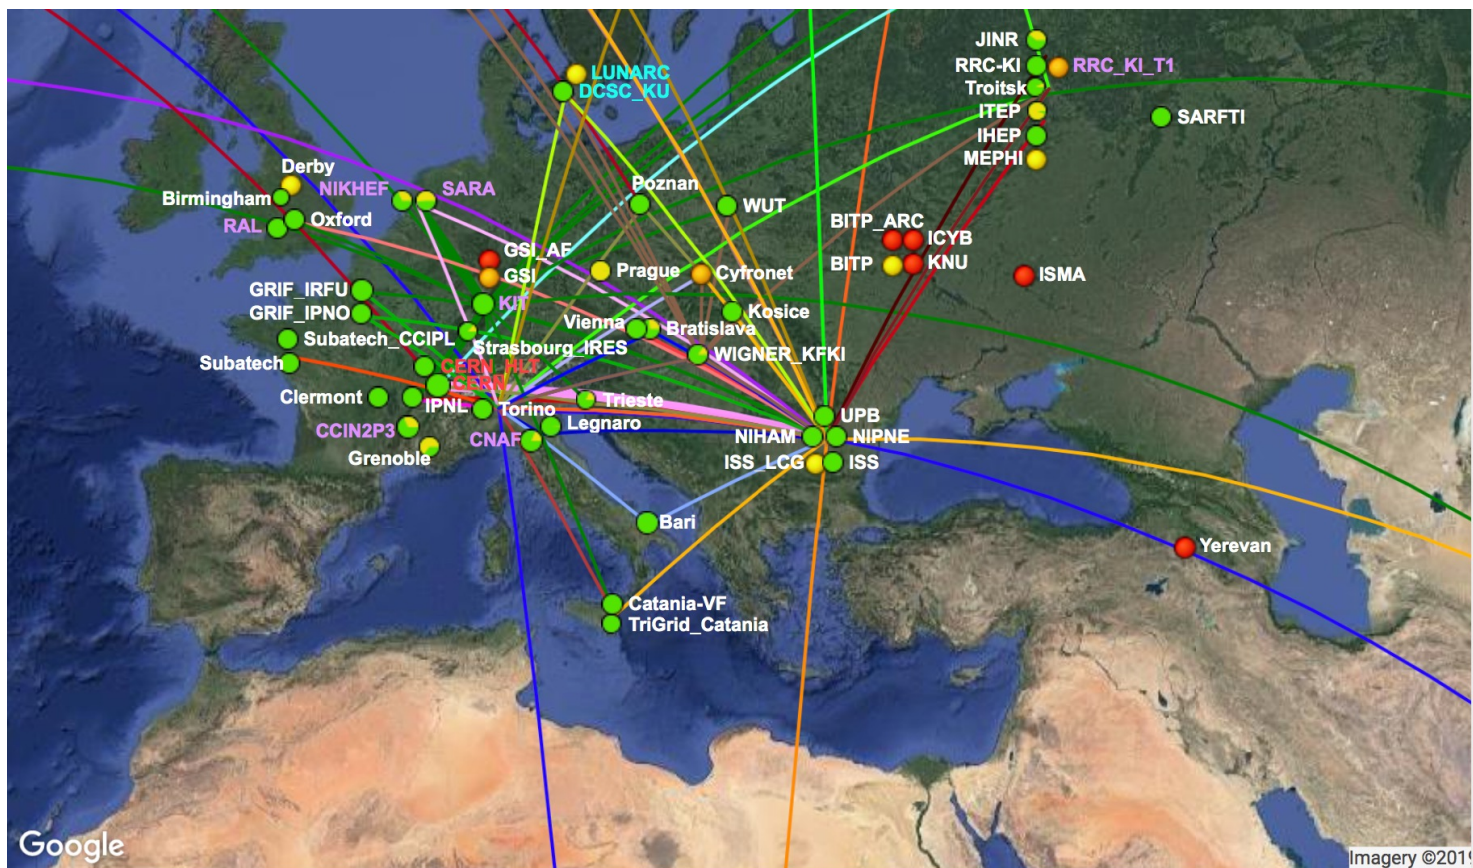 JINR
RRC-KI
RRC_KI_T1
LUNARC
DCSC_KU
Troitsk
ITEP
SARFTI
IHEP
MEPHI
Derby
NIKHEF
SARA
Poznan
Birmingham
WUT
Oxford
RAL
BITP_ARC
ICYB
GSI_AF
BITP
KNU
GSI
Prague
Cyfronet
ISMA
GRIF_IRFU
KIT
GRIF_IPNO
Kosice
Vienna
Bratislava
Subatech_CCIPL
Strasbourg_IRES
WIGNER_KFKI
Subatech
CERN_HLT
CERN
Clermont
IPNL
Torino
Trieste
UPB
Legnaro
CCIN2P3
CNAF
NIHAM
NIPNE
Grenoble
ISS_LCG
ISS
Bari
Yerevan
Catania-VF
TriGrid_Catania
Google
Imagery ©201